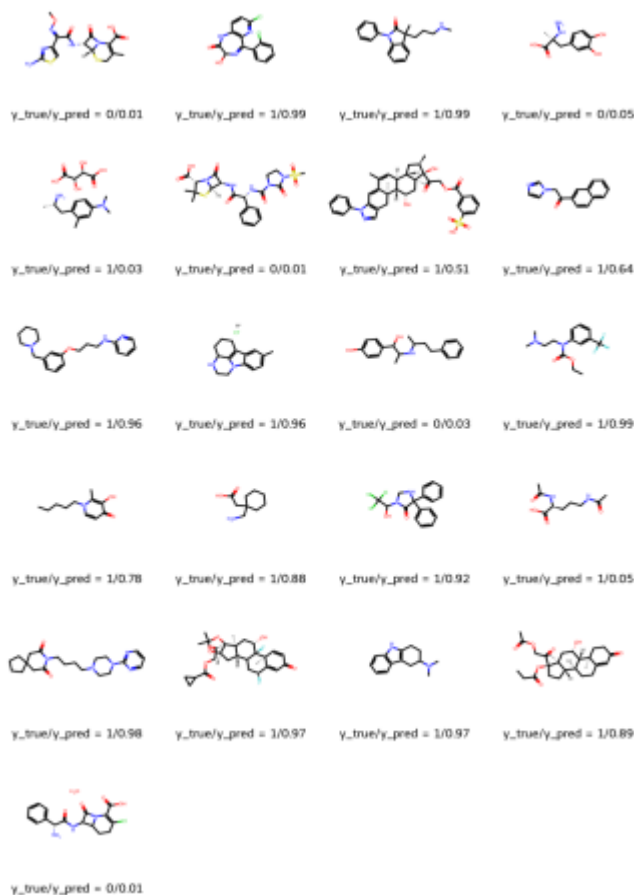 y_true/y_pred = 0/0.01 y_true/y_pred = 1/0.99 y_true/y_pred = 1/0.99 y_true/y_pred = 0/0.05
y_true/y_pred = 1/0.03 y_true/y_pred = 0/0.01 y_true/y_pred = 1/0.51 y_true/y_pred = 1/0.64
y_true/y_pred = 1/0.96 y_true/y_pred = 1/0.96 y_true/y_pred = 0/0.03 y_true/y_pred = 1/0.99
y_true/y_pred = 1/0.78 y_true/y_pred = 1/0.88 y_true/y_pred = 1/0.92 y_true/y_pred = 1/0.05
y_true/y_pred = 1/0.98 y_true/y_pred = 1/0.97 y_true/y_pred = 1/0.97 y_true/y_pred = 1/0.89
y_true/y_pred = 0/0.01